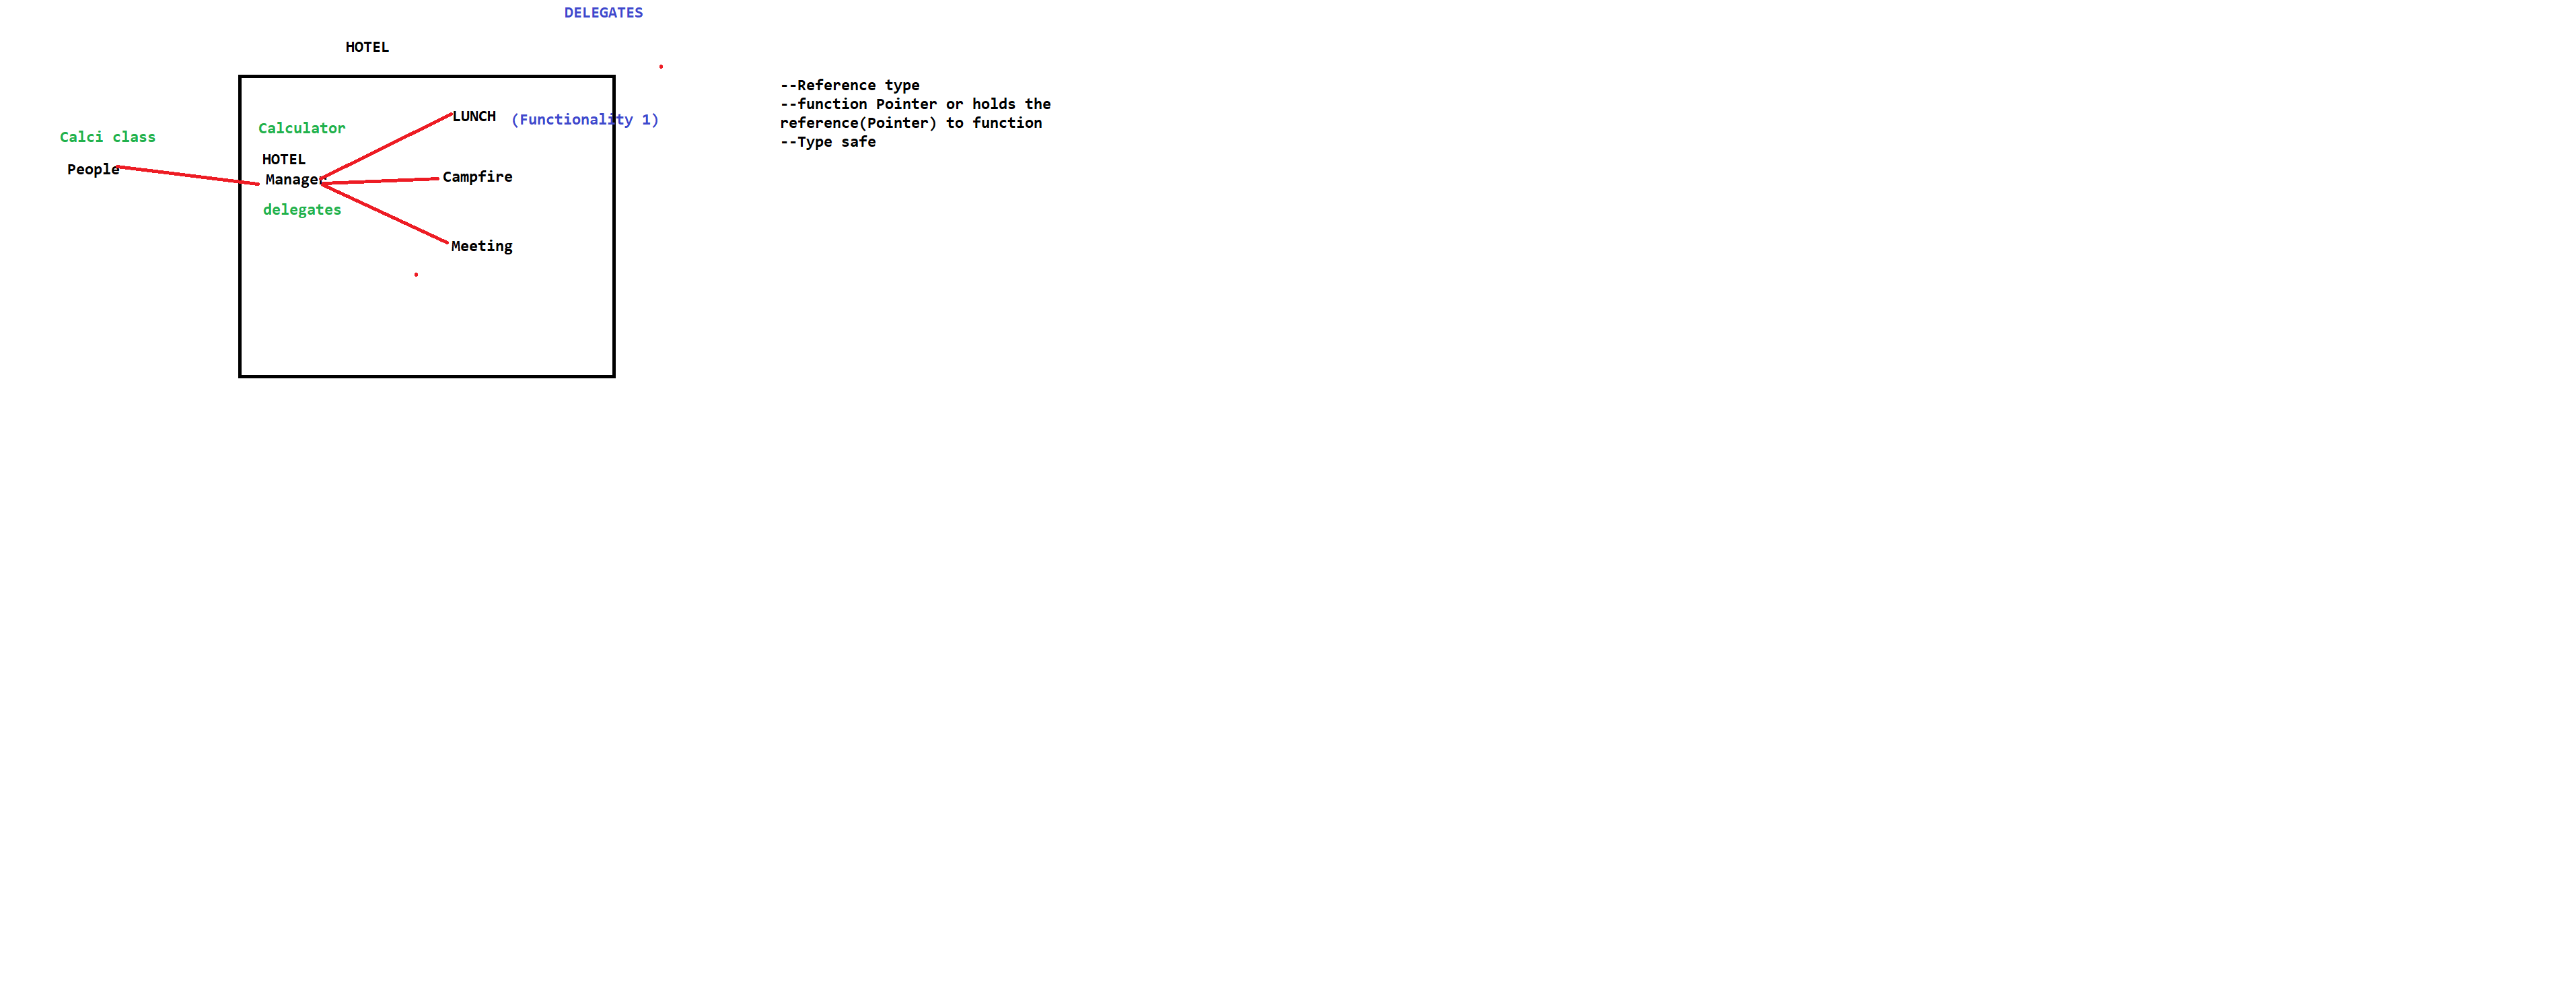 DELEGATES
HOTEL
--Reference type
--function Pointer or holds the
reference(Pointer) to function
--Type safe
LUNCH (Functionality 1)
Calculator
Calci class
HOTEL
People
Manager
Campfire
delegates
Meeting